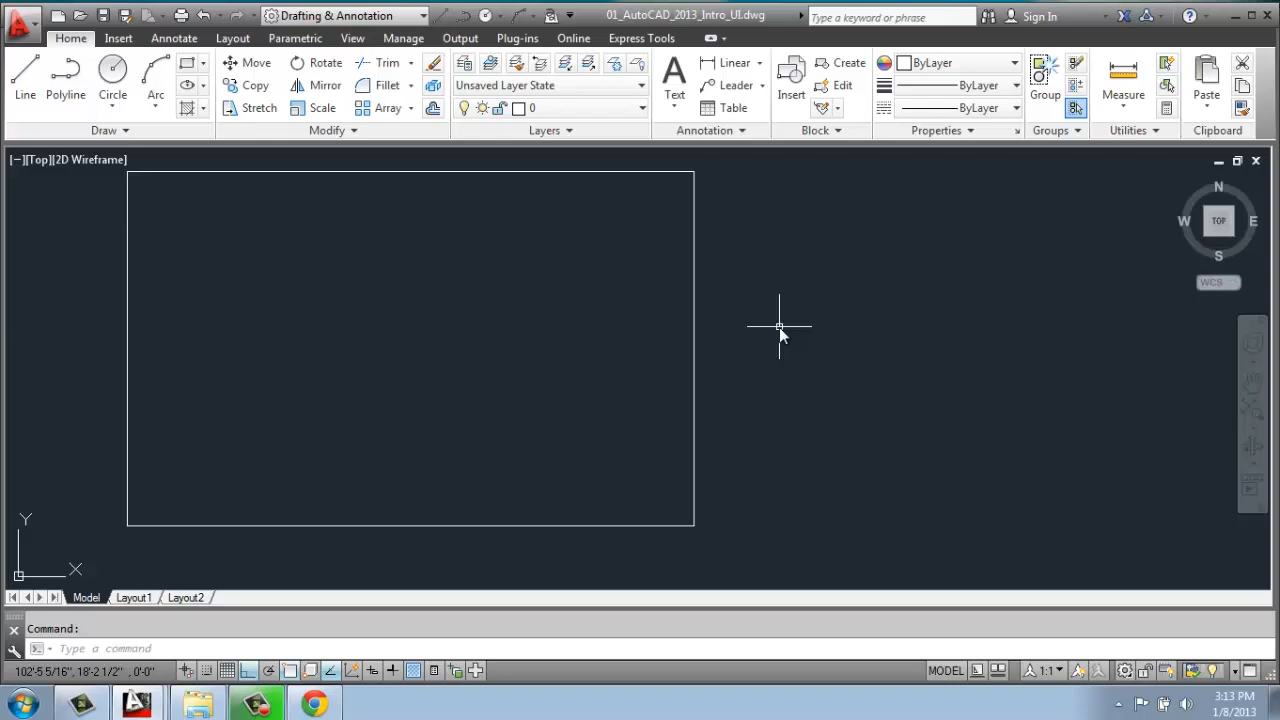 Drafting & Annotation 01_AutoCAD_2013_Intro_UI.dwg Type a keyword or phrase Sign In
Home Insert Annotate Layout Parametric View Manage Output Plug-ins Online Express Tools
Line Polyline Circle Arc Move Rotate Trim Unsaved Layer State Text Linear Insert Create ByLayer Group Measure Paste
Copy Mirror Fillet Leader Edit ByLayer
Stretch Scale Array 0 Table ByLayer
Draw Modify Layers Annotation Block Properties Groups Utilities Clipboard
[−][Top][2D Wireframe]
N
W TOP E
S
WCS
Y
X
Model Layout1 Layout2
Command:
Type a command
102'-5 5/16", 18'-2 1/2" , 0'-0" MODEL 1:1
3:13 PM
1/8/2013